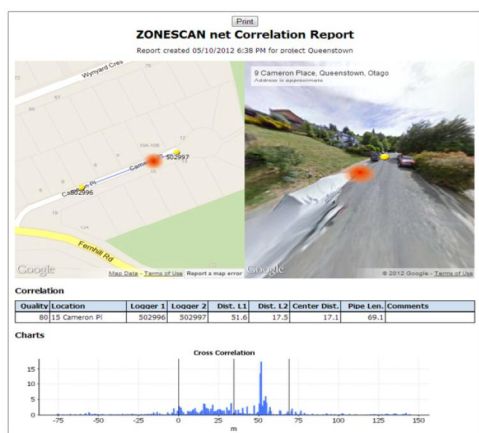 Print
ZONESCAN net Correlation Report
Report created 05/10/2012 6:38 PM for project Queenstown
Wynyard Cres
502997
502996
Cameron Pl
Fernhill Rd
Google
Map Data - Terms of Use Report a map error
9 Cameron Place, Queenstown, Otago
Address is approximate
Google
© 2012 Google - Terms of Use
Correlation
Quality Location Logger 1 Logger 2 Dist. L1 Dist. L2 Center Dist. Pipe Len. Comments
80 15 Cameron Pl 502996 502997 51.6 17.5 17.1 69.1
Charts
Cross Correlation
15
10
5
0
-75 -50 -25 0 25 50 75 100 125 150
m